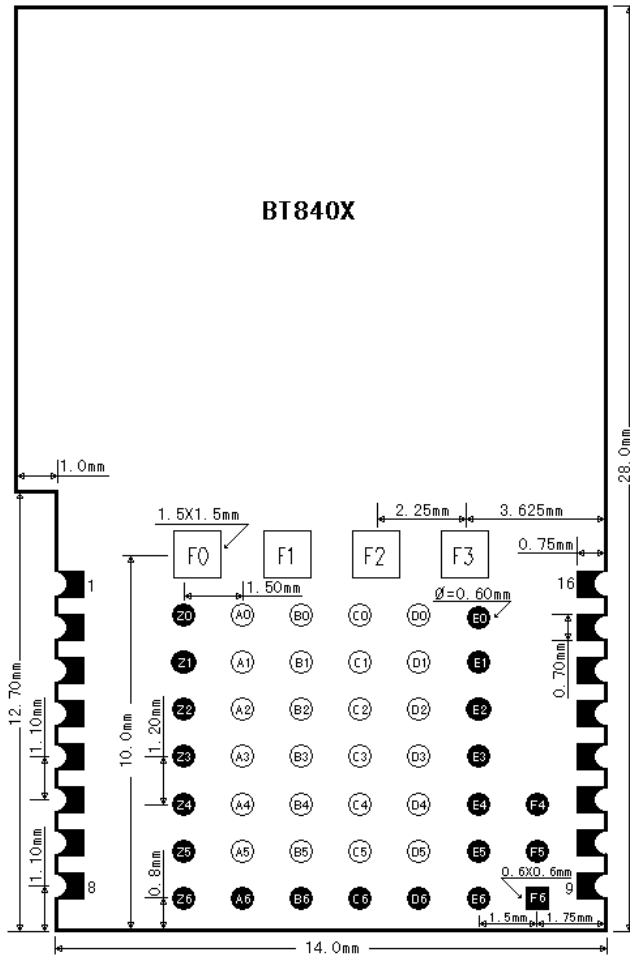 BT840X
1.0mm
28.0mm
2.25mm
3.625mm
1.5X1.5mm
0.75mm
F0 F1 F2 F3
1 16
1.50mm
Ø=0.60mm
Z0 A0 B0 C0 D0 E0
0.70mm
Z1 A1 B1 C1 D1 E1
12.70mm
10.0mm
Z2 A2 B2 C2 D2 E2
1.10mm
1.20mm
Z3 A3 B3 C3 D3 E3
Z4 A4 B4 C4 D4 E4 F4
Z5 A5 B5 C5 D5 E5 F5
1.10mm
0.8mm
0.6X0.6mm
8 9
Z6 A6 B6 C6 D6 E6 F6
1.5mm 1.75mm
14.0mm